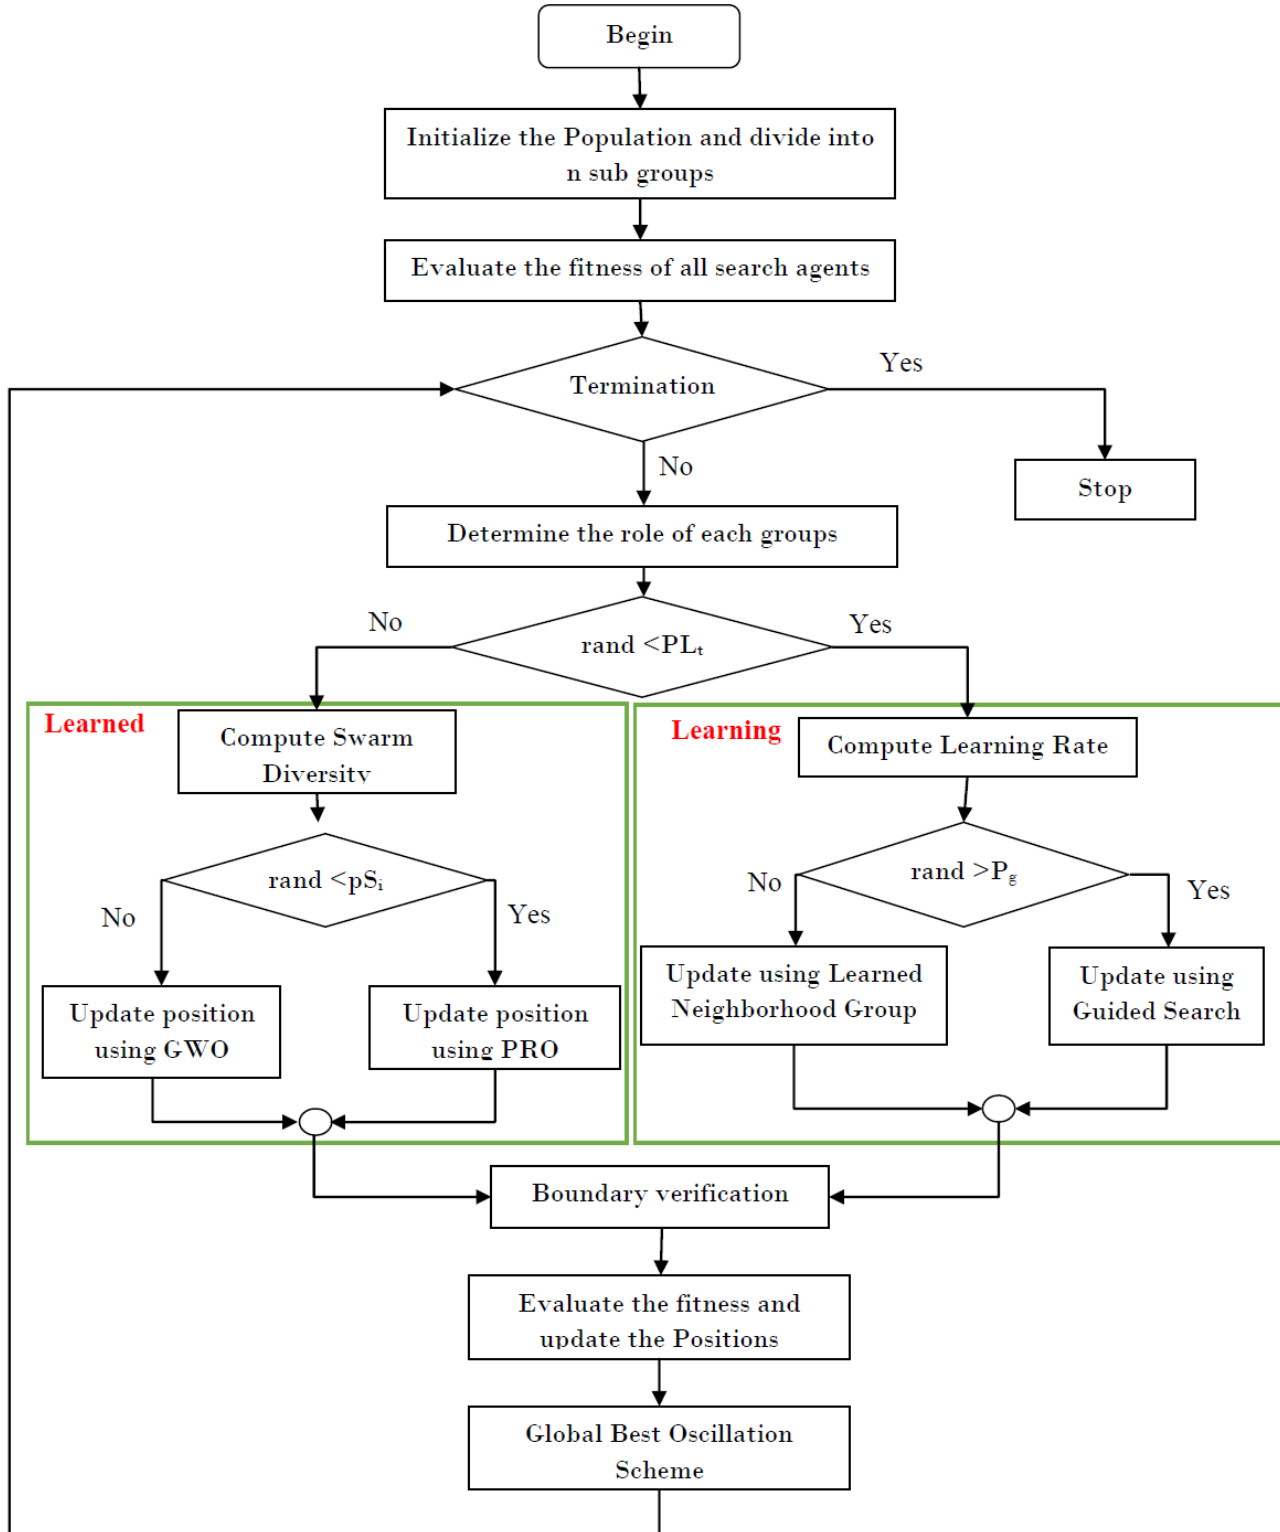 Begin
Initialize the Population and divide into
n sub groups
Evaluate the fitness of all search agents
Termination
Yes
No
Stop
Determine the role of each groups
No
rand <PLₜ
Yes
Learned
Compute Swarm
Diversity
rand <pSᵢ
No
Yes
Update position
using GWO
Update position
using PRO
Learning
Compute Learning Rate
rand >P_g
No
Yes
Update using Learned
Neighborhood Group
Update using
Guided Search
Boundary verification
Evaluate the fitness and
update the Positions
Global Best Oscillation
Scheme